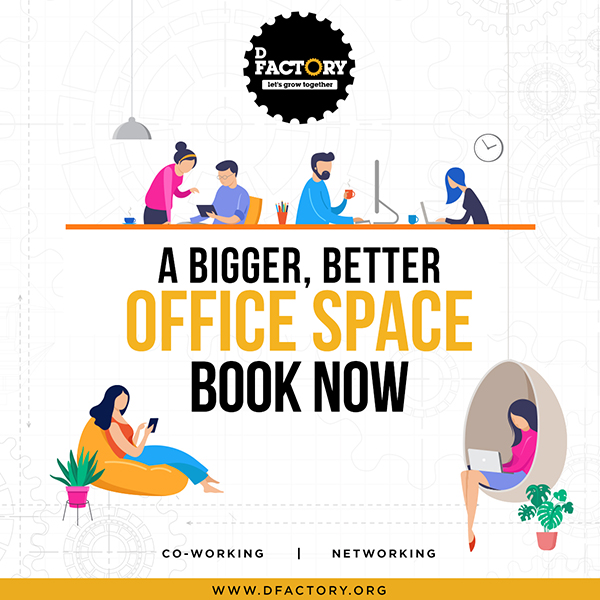 D
FACTORY
let's grow together
A BIGGER, BETTER
OFFICE SPACE
BOOK NOW
CO-WORKING | NETWORKING
WWW.DFACTORY.ORG